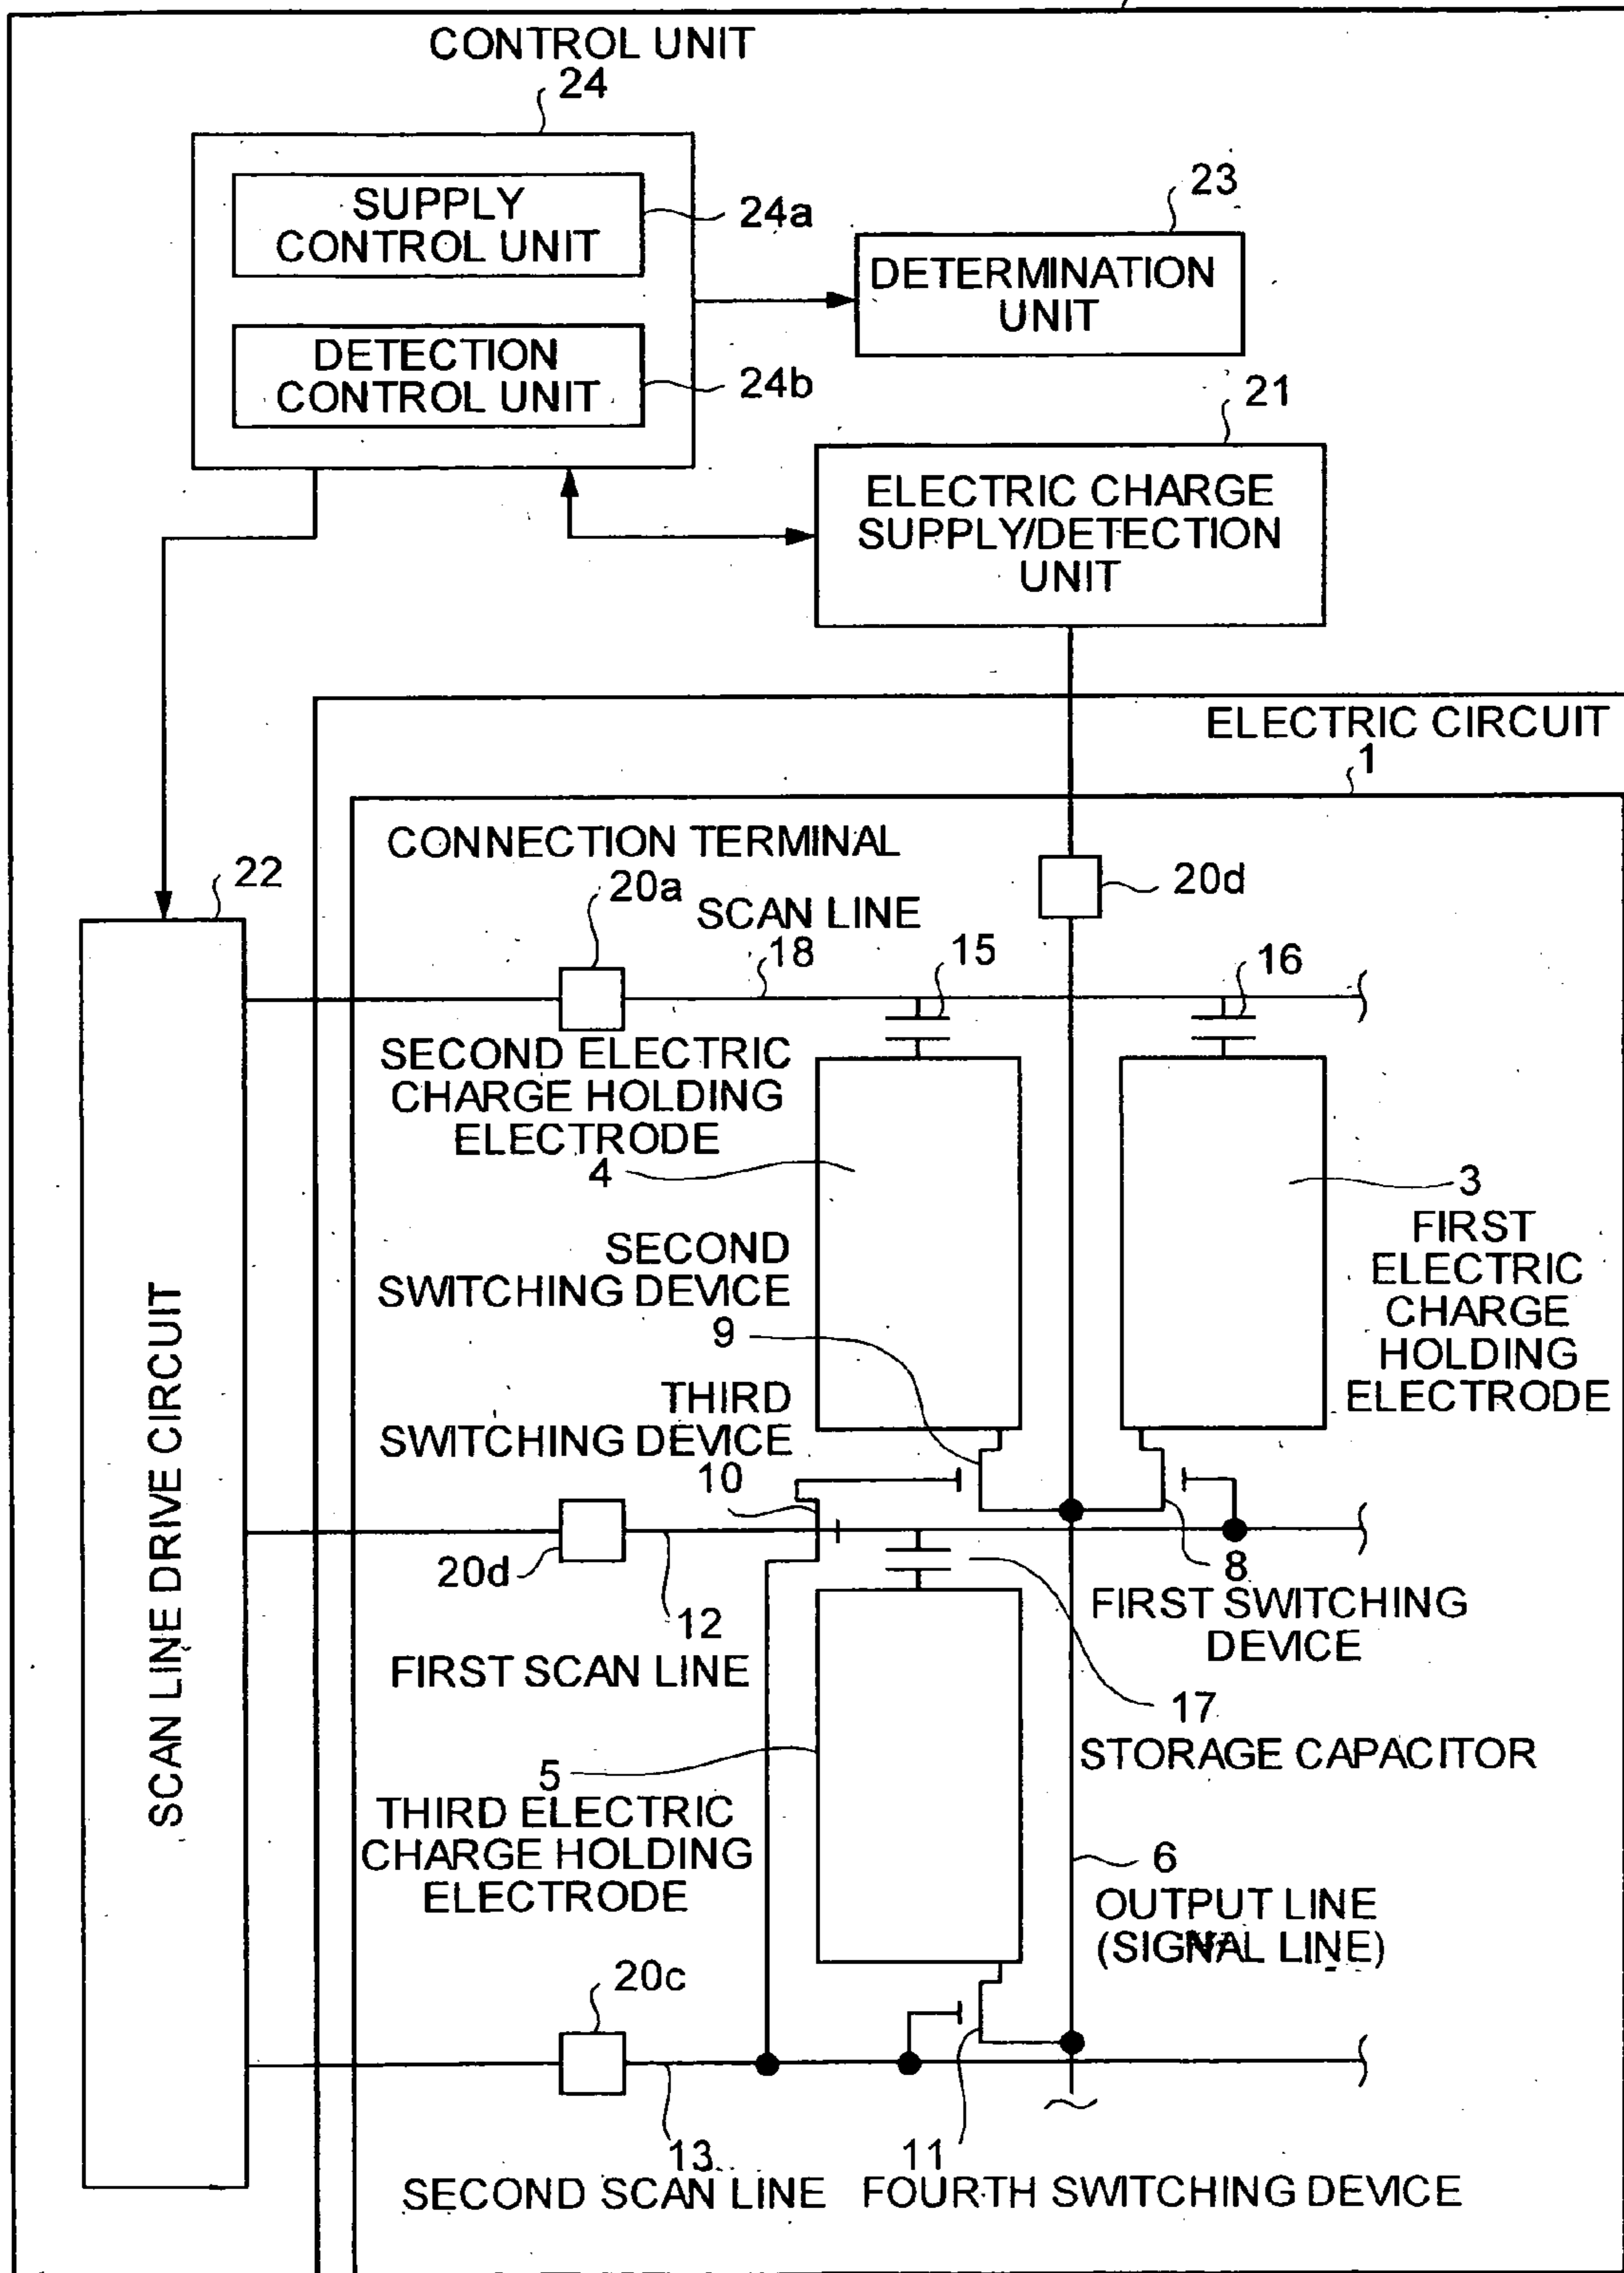 CONTROL UNIT
24
SUPPLY
CONTROL UNIT
24a
DETECTION
CONTROL UNIT
24b
23
DETERMINATION
UNIT
21
ELECTRIC CHARGE
SUPPLY/DETECTION
UNIT
ELECTRIC CIRCUIT
1
22
SCAN LINE DRIVE CIRCUIT
CONNECTION TERMINAL
20a
20d
SCAN LINE
18
15
16
SECOND ELECTRIC
CHARGE HOLDING
ELECTRODE
4
3
FIRST
ELECTRIC
CHARGE
HOLDING
ELECTRODE
SECOND
SWITCHING DEVICE
9
THIRD
SWITCHING DEVICE
10
20d
12
FIRST SCAN LINE
8
FIRST SWITCHING
DEVICE
17
STORAGE CAPACITOR
5
THIRD ELECTRIC
CHARGE HOLDING
ELECTRODE
6
OUTPUT LINE
(SIGNAL LINE)
20c
13
SECOND SCAN LINE
11
FOURTH SWITCHING DEVICE